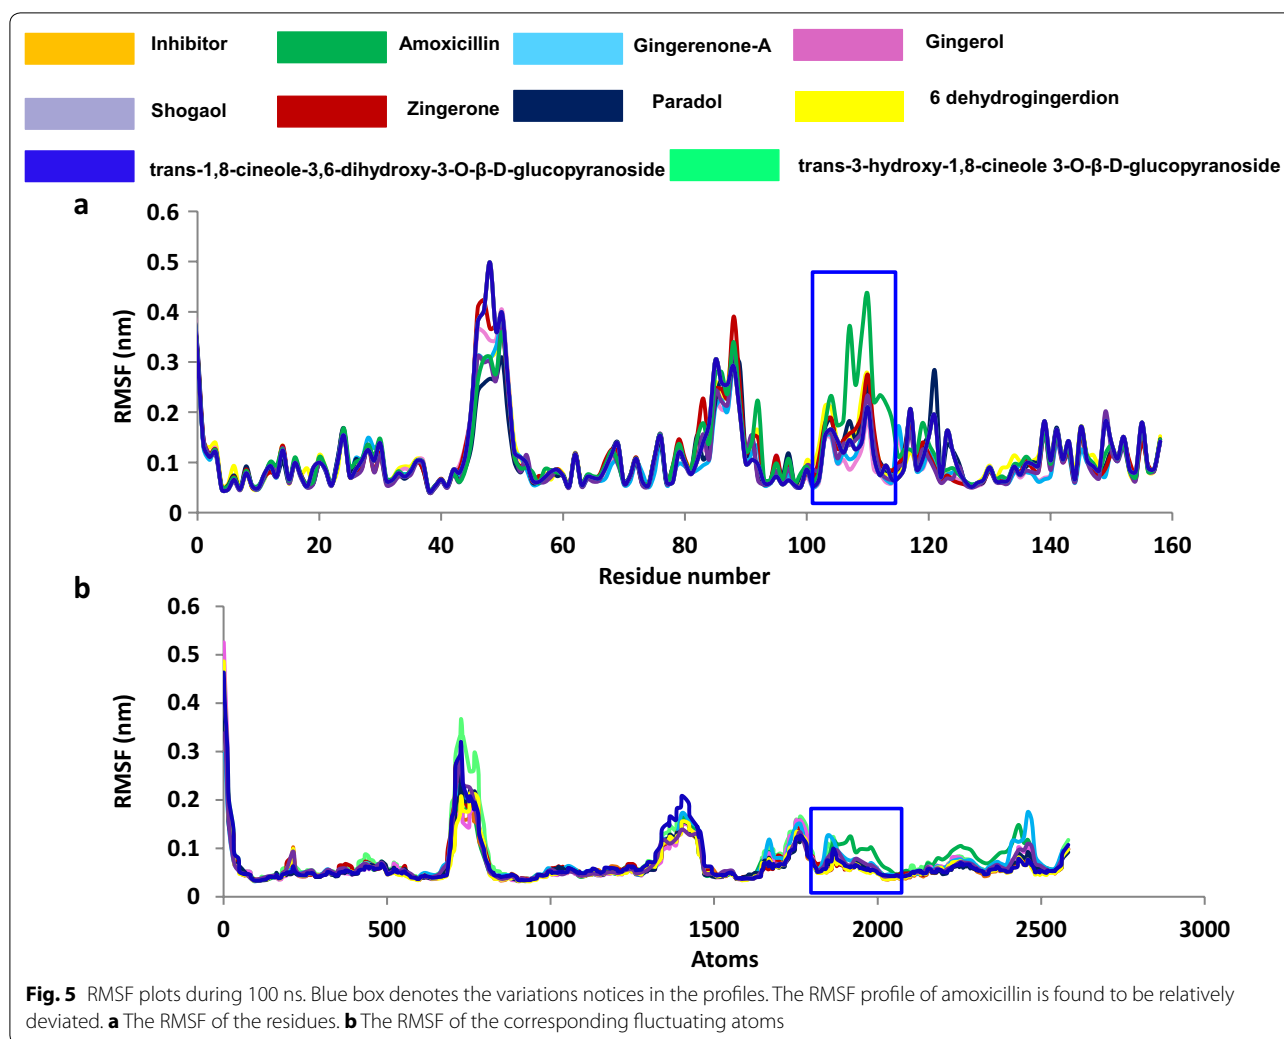 Inhibitor Amoxicillin Gingerenone-A Gingerol
Shogaol Zingerone Paradol 6 dehydrogingerdion
trans-1,8-cineole-3,6-dihydroxy-3-O-β-D-glucopyranoside trans-3-hydroxy-1,8-cineole 3-O-β-D-glucopyranoside
a
RMSF (nm)
0.6
0.5
0.4
0.3
0.2
0.1
0
0 20 40 60 80 100 120 140 160
Residue number
b
RMSF (nm)
0.6
0.5
0.4
0.3
0.2
0.1
0
0 500 1000 1500 2000 2500 3000
Atoms
Fig. 5 RMSF plots during 100 ns. Blue box denotes the variations notices in the profiles. The RMSF profile of amoxicillin is found to be relatively
deviated. a The RMSF of the residues. b The RMSF of the corresponding fluctuating atoms